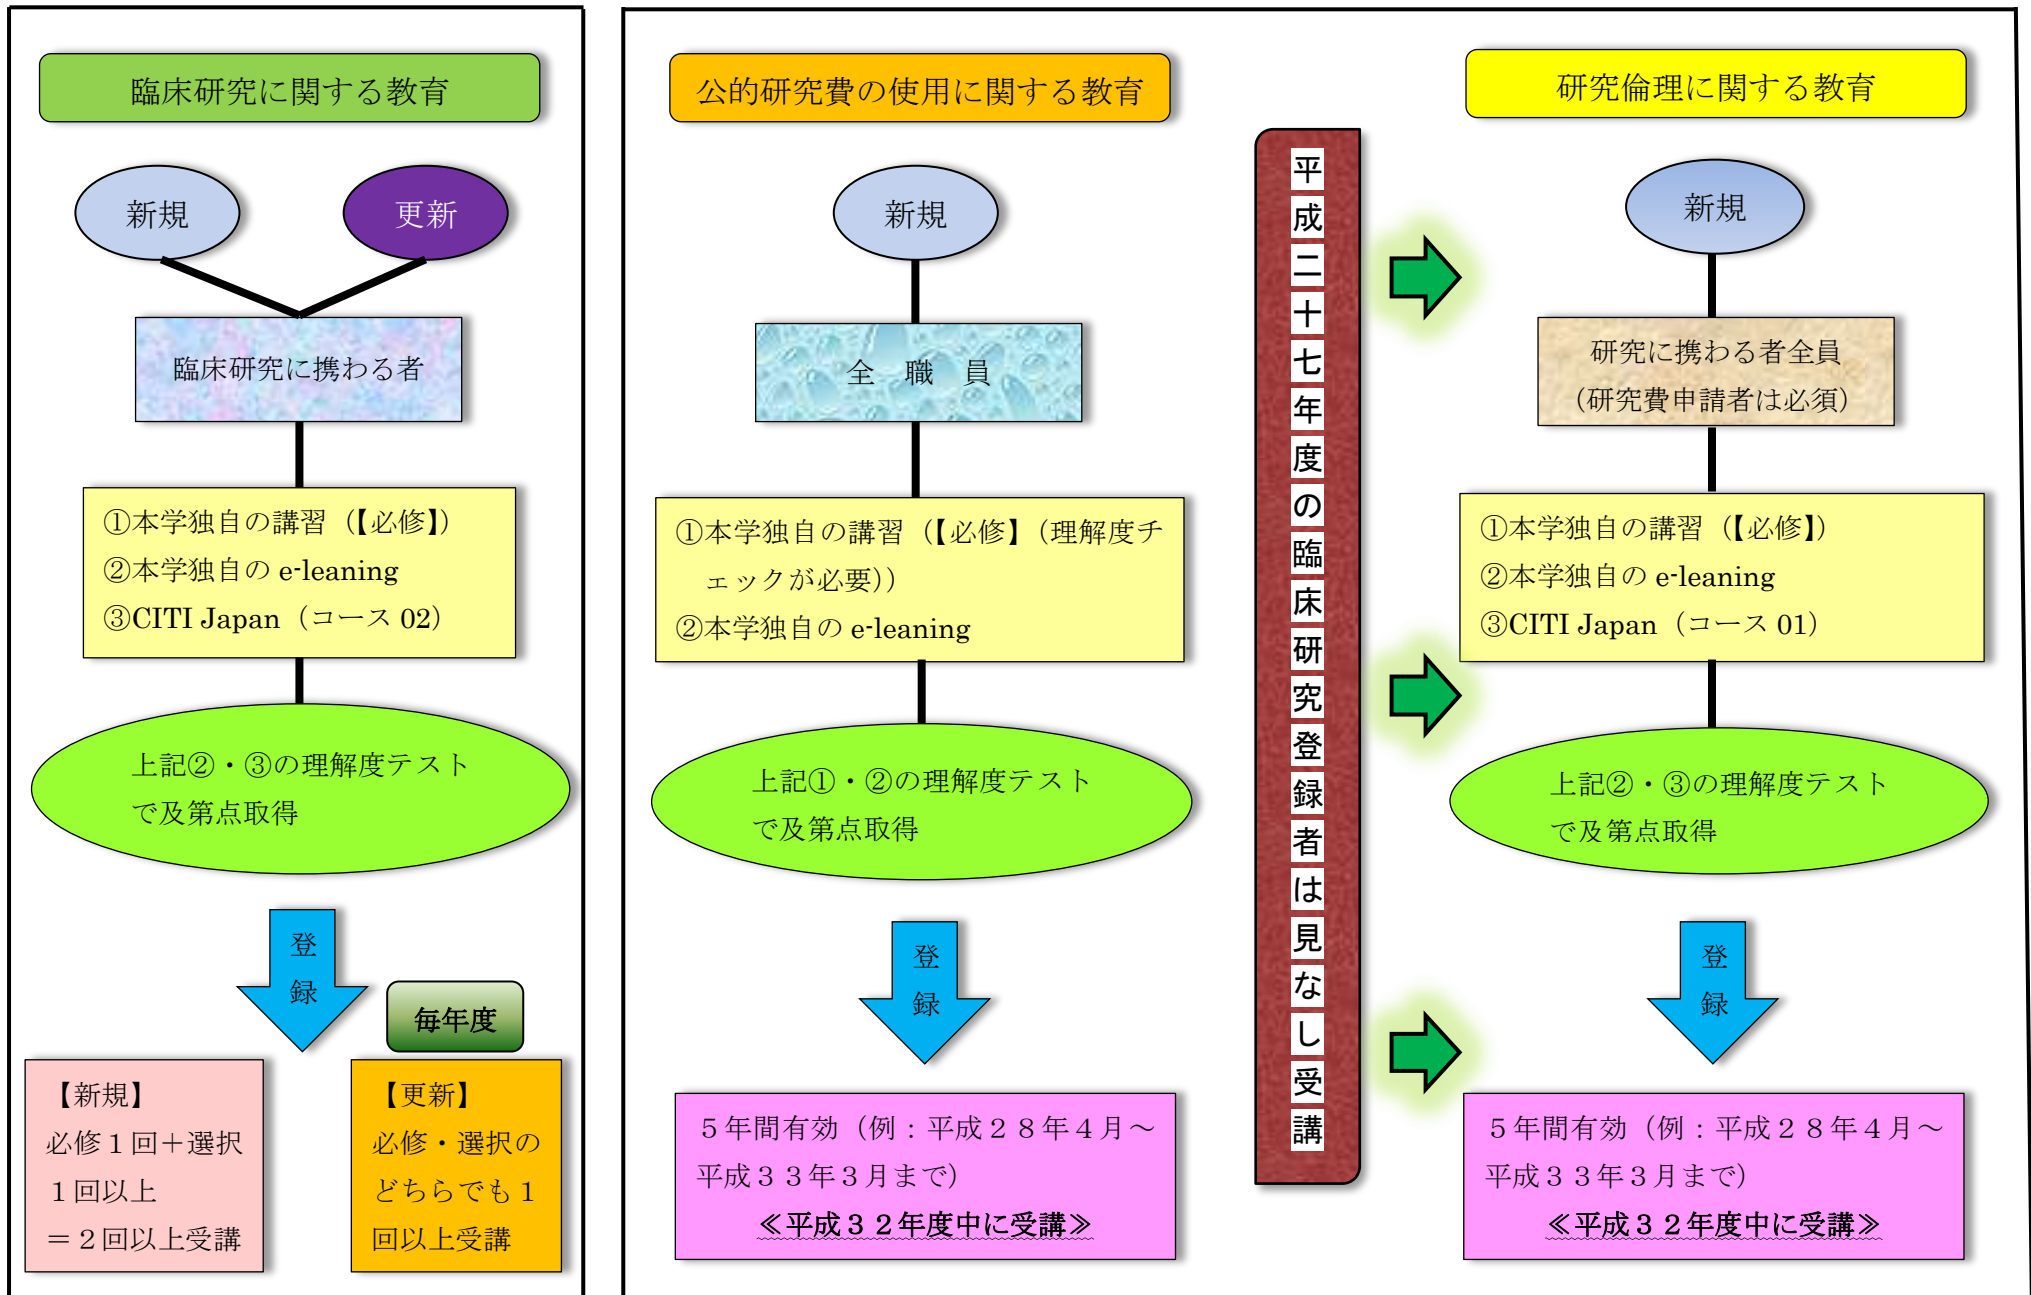 臨床研究に関する教育
新規
更新
臨床研究に携わる者
①本学独自の講習（【必修】）
②本学独自の e-leaning
③CITI Japan（コース 02）
上記②・③の理解度テスト
で及第点取得
登
録
毎年度
【新規】
必修１回＋選択
１回以上
＝２回以上受講
【更新】
必修・選択の
どちらでも１
回以上受講
公的研究費の使用に関する教育
新規
全　職　員
①本学独自の講習（【必修】（理解度チ
ェックが必要））
②本学独自の e-leaning
上記①・②の理解度テスト
で及第点取得
登
録
５年間有効（例：平成２８年４月～
平成３３年３月まで）
≪平成３２年度中に受講≫
平成二十七年度の臨床研究登録者は見なし受講
研究倫理に関する教育
新規
研究に携わる者全員
（研究費申請者は必須）
①本学独自の講習（【必修】）
②本学独自の e-leaning
③CITI Japan（コース 01）
上記②・③の理解度テスト
で及第点取得
登
録
５年間有効（例：平成２８年４月～
平成３３年３月まで）
≪平成３２年度中に受講≫